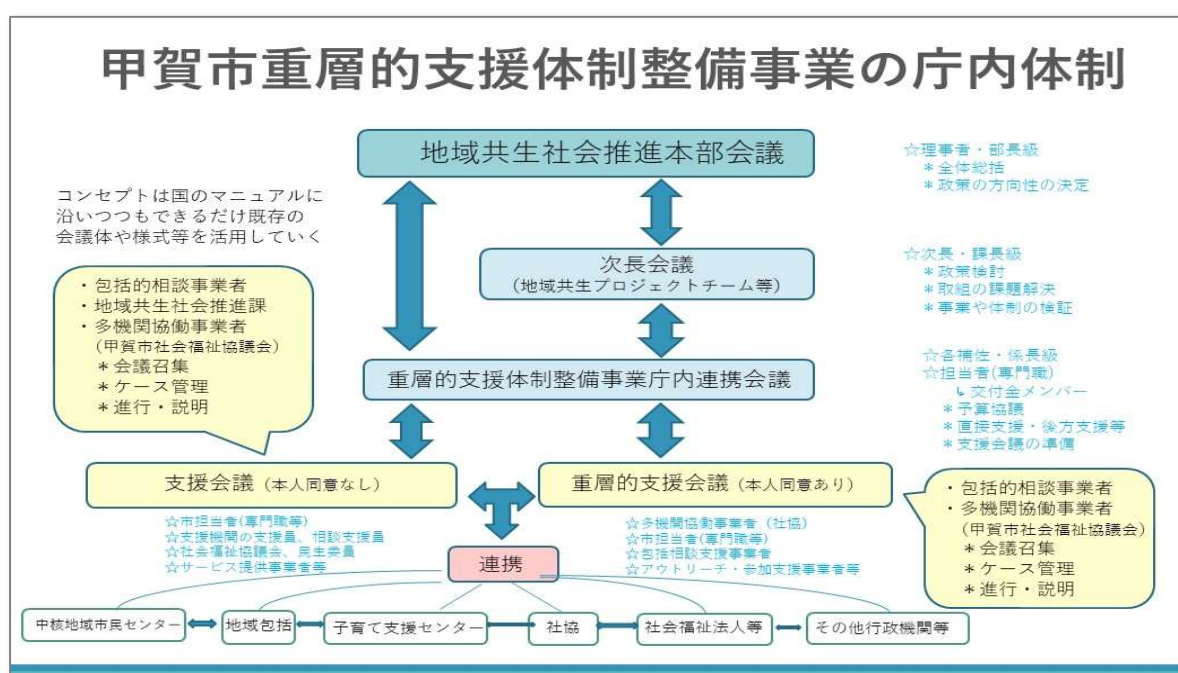 甲賀市重層的支援体制整備事業の庁内体制
地域共生社会推進本部会議
☆理事者・部長級
＊全体総括
＊政策の方向性の決定
コンセプトは国のマニュアルに
沿いつつもできるだけ既存の
会議体や様式等を活用していく
次長会議
（地域共生プロジェクトチーム等）
☆次長・課長級
＊政策検討
＊取組の課題解決
＊事業や体制の検証
・包括的相談事業者
・地域共生社会推進課
・多機関協働事業者
（甲賀市社会福祉協議会）
＊会議召集
＊ケース管理
＊進行・説明
重層的支援体制整備事業庁内連携会議
☆各補佐・係長級
☆担当者(専門職)
↳交付金メンバー
＊予算協議
＊直接支援・後方支援等
＊支援会議の準備
支援会議（本人同意なし）
重層的支援会議（本人同意あり）
☆市担当者(専門職等)
☆支援機関の支援員、相談支援員
☆社会福祉協議会、民生委員
☆サービス提供事業者等
☆多機関協働事業者（社協）
☆市担当者(専門職等)
☆包括相談支援事業者
☆アウトリーチ・参加支援事業者等
・包括的相談事業者
・多機関協働事業者
（甲賀市社会福祉協議会）
＊会議召集
＊ケース管理
＊進行・説明
連携
中核地域市民センター
地域包括
子育て支援センター
社協
社会福祉法人等
その他行政機関等